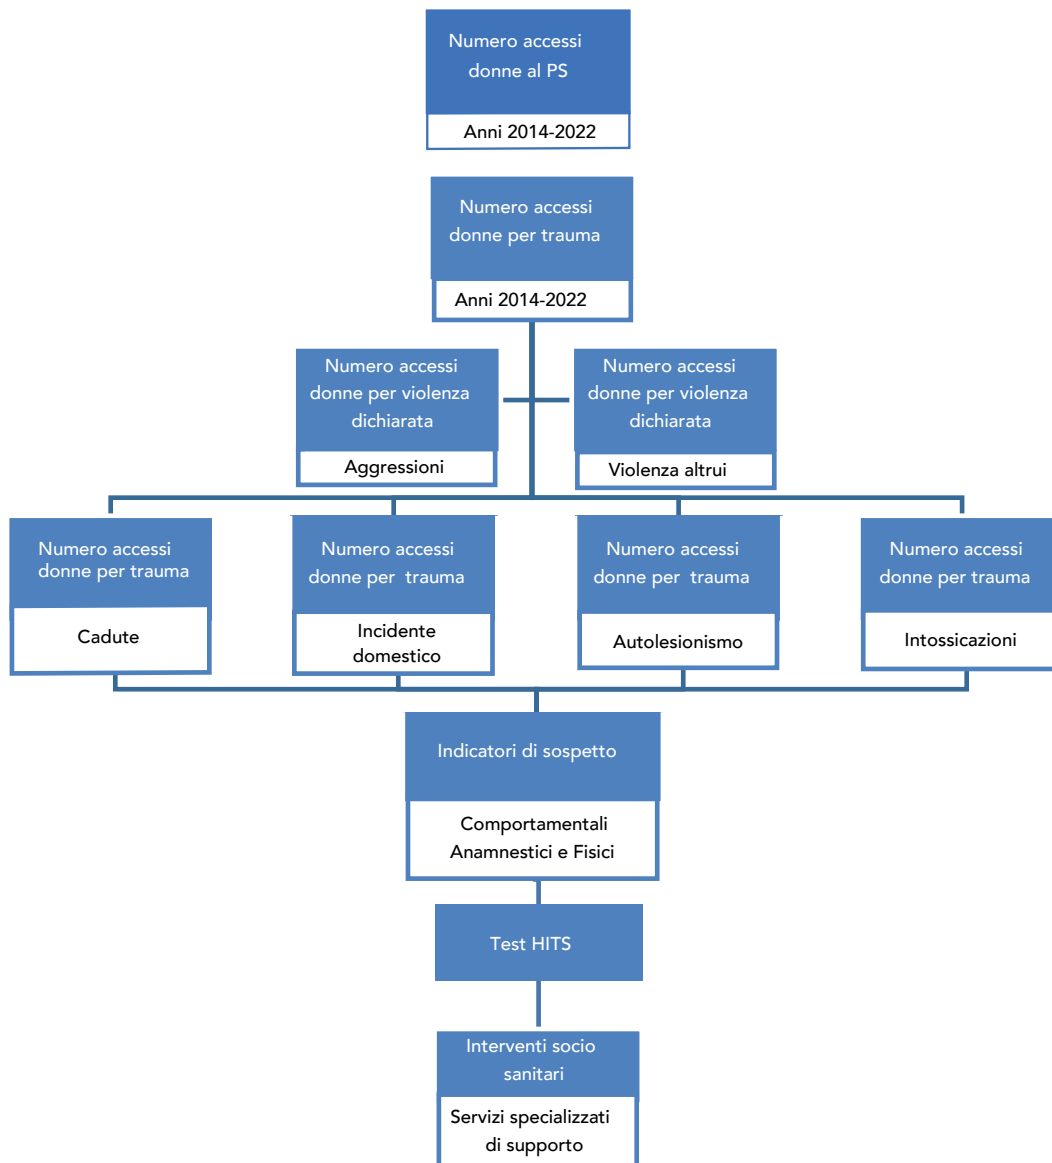 Numero accessi
donne al PS
Anni 2014-2022
Numero accessi
donne per trauma
Anni 2014-2022
Numero accessi
donne per violenza
dichiarata
Aggressioni
Numero accessi
donne per violenza
dichiarata
Violenza altrui
Numero accessi
donne per trauma
Cadute
Numero accessi
donne per trauma
Incidente
domestico
Numero accessi
donne per trauma
Autolesionismo
Numero accessi
donne per trauma
Intossicazioni
Indicatori di sospetto
Comportamentali
Anamnestici e Fisici
Test HITS
Interventi socio
sanitari
Servizi specializzati
di supporto